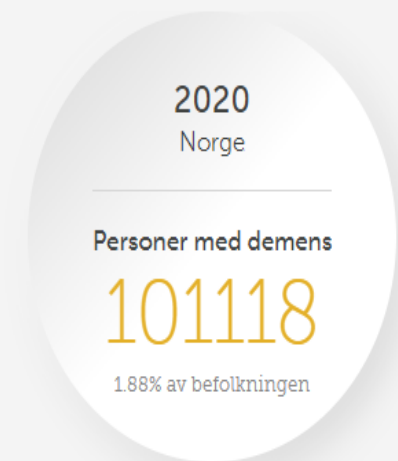 2020
Norge
Personer med demens
101118
1.88% av befolkningen